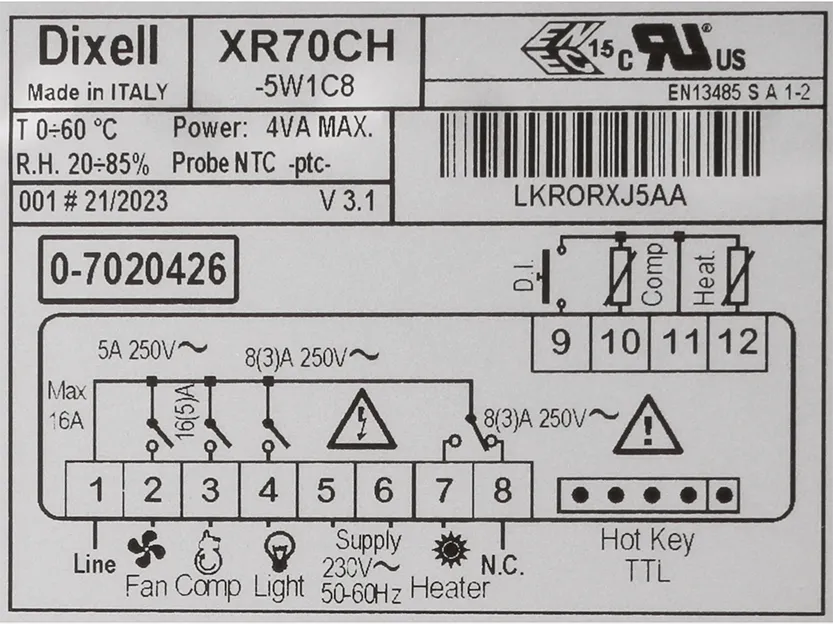 Dixell
Made in ITALY
XR70CH
-5W1C8
EN EC 15 C RU ® US
EN13485 S A 1-2
T 0÷60 °C Power: 4VA MAX.
R.H. 20÷85% Probe NTC -ptc-
001 # 21/2023 V 3.1
LKRORXJ5AA
0-7020426
D.I.
Comp
Heat.
9 10 11 12
5A 250V~
8(3)A 250V~
Max
16A
16(5)A
8(3)A 250V~
!
1 2 3 4 5 6 7 8
Line
Fan
Comp
Light
Supply
230V~
50-60Hz
Heater
N.C.
Hot Key
TTL